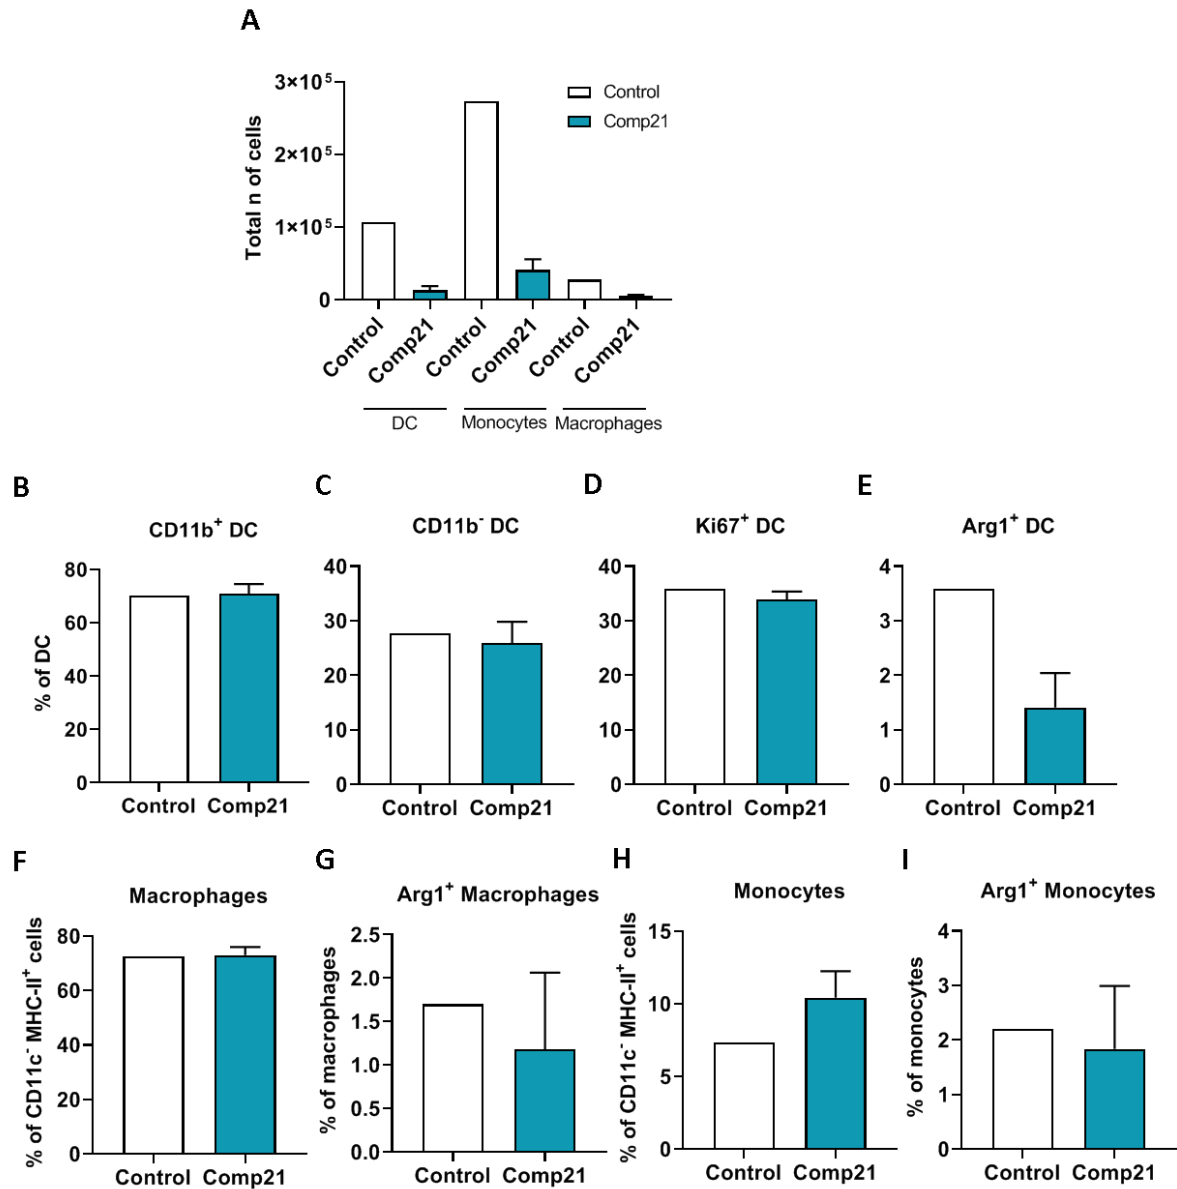 A
3×10⁵
2×10⁵
1×10⁵
0
Total n of cells
Control
Comp21
Control
Comp21
Control
Comp21
Control
Comp21
DC
Monocytes
Macrophages
B
CD11b⁺ DC
% of DC
80
60
40
20
0
Control Comp21
C
CD11b⁻ DC
40
30
20
10
0
Control Comp21
D
Ki67⁺ DC
40
30
20
10
0
Control Comp21
E
Arg1⁺ DC
4
3
2
1
0
Control Comp21
F
Macrophages
% of CD11c⁻ MHC-II⁺ cells
80
60
40
20
0
Control Comp21
G
Arg1⁺ Macrophages
% of macrophages
2.5
2.0
1.5
1.0
0.5
0.0
Control Comp21
H
Monocytes
% of CD11c⁻ MHC-II⁺ cells
15
10
5
0
Control Comp21
I
Arg1⁺ Monocytes
% of monocytes
4
3
2
1
0
Control Comp21